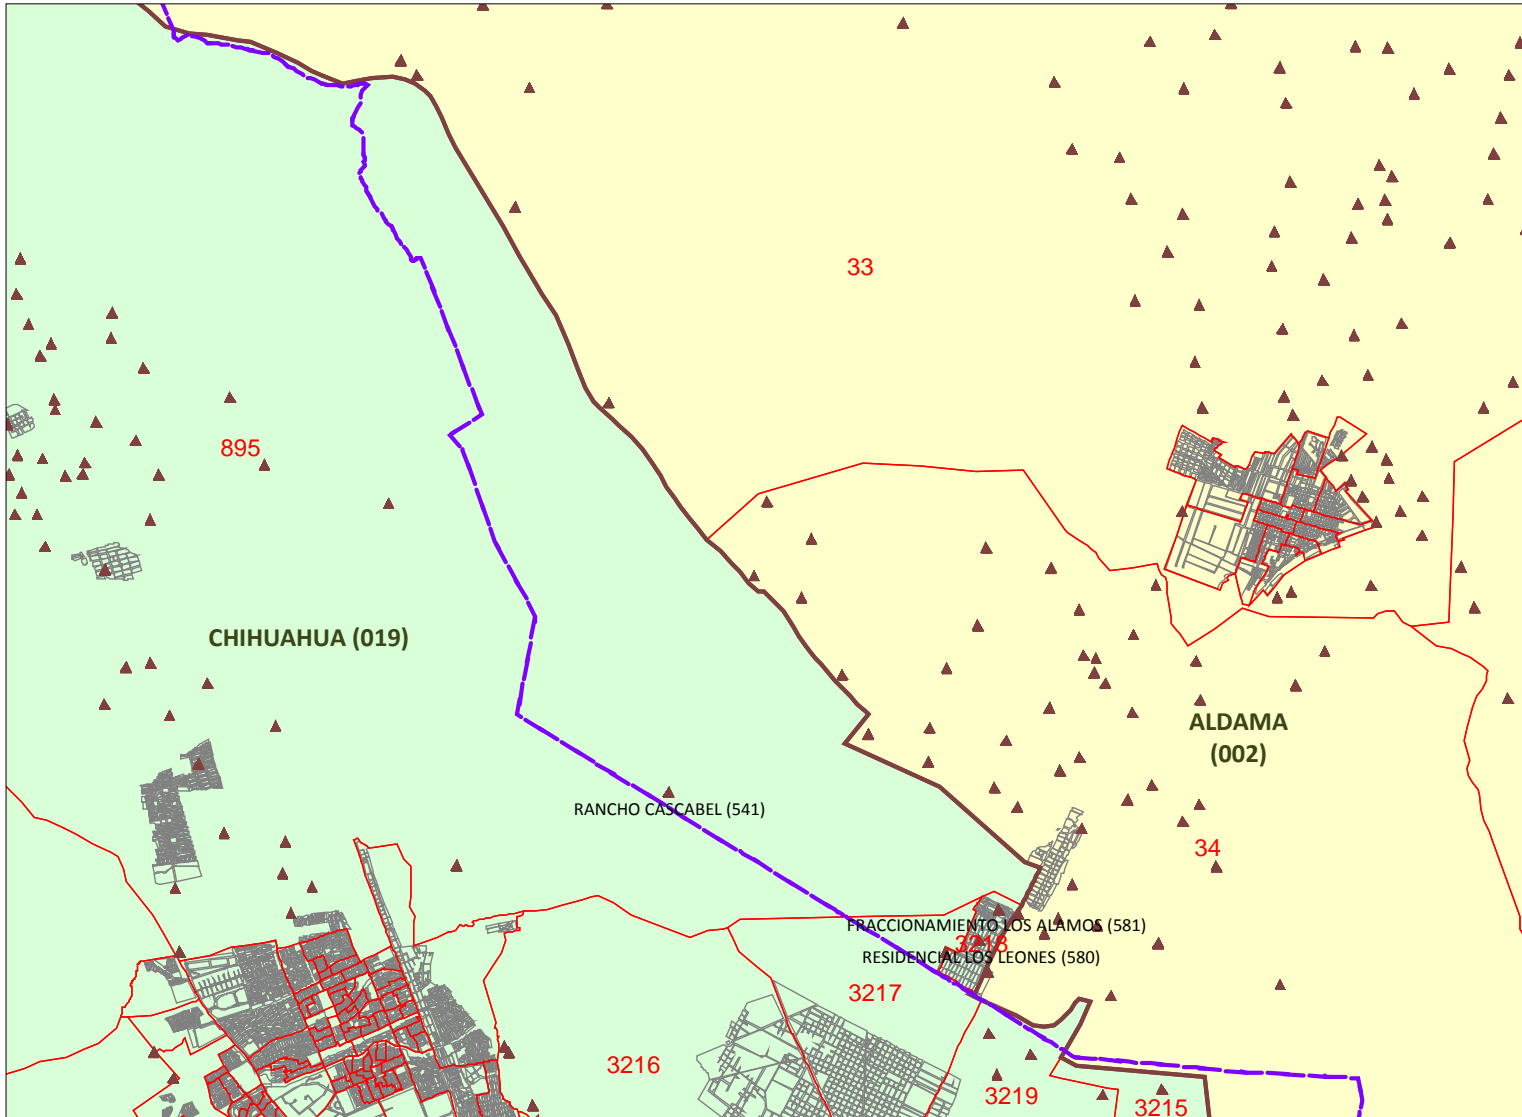 33
895
CHIHUAHUA (019)
ALDAMA
(002)
RANCHO CASCABEL (541)
34
FRACCIONAMIENTO LOS ALAMOS (581)
3218
RESIDENCIAL LOS LEONES (580)
3217
3216
3219
3215